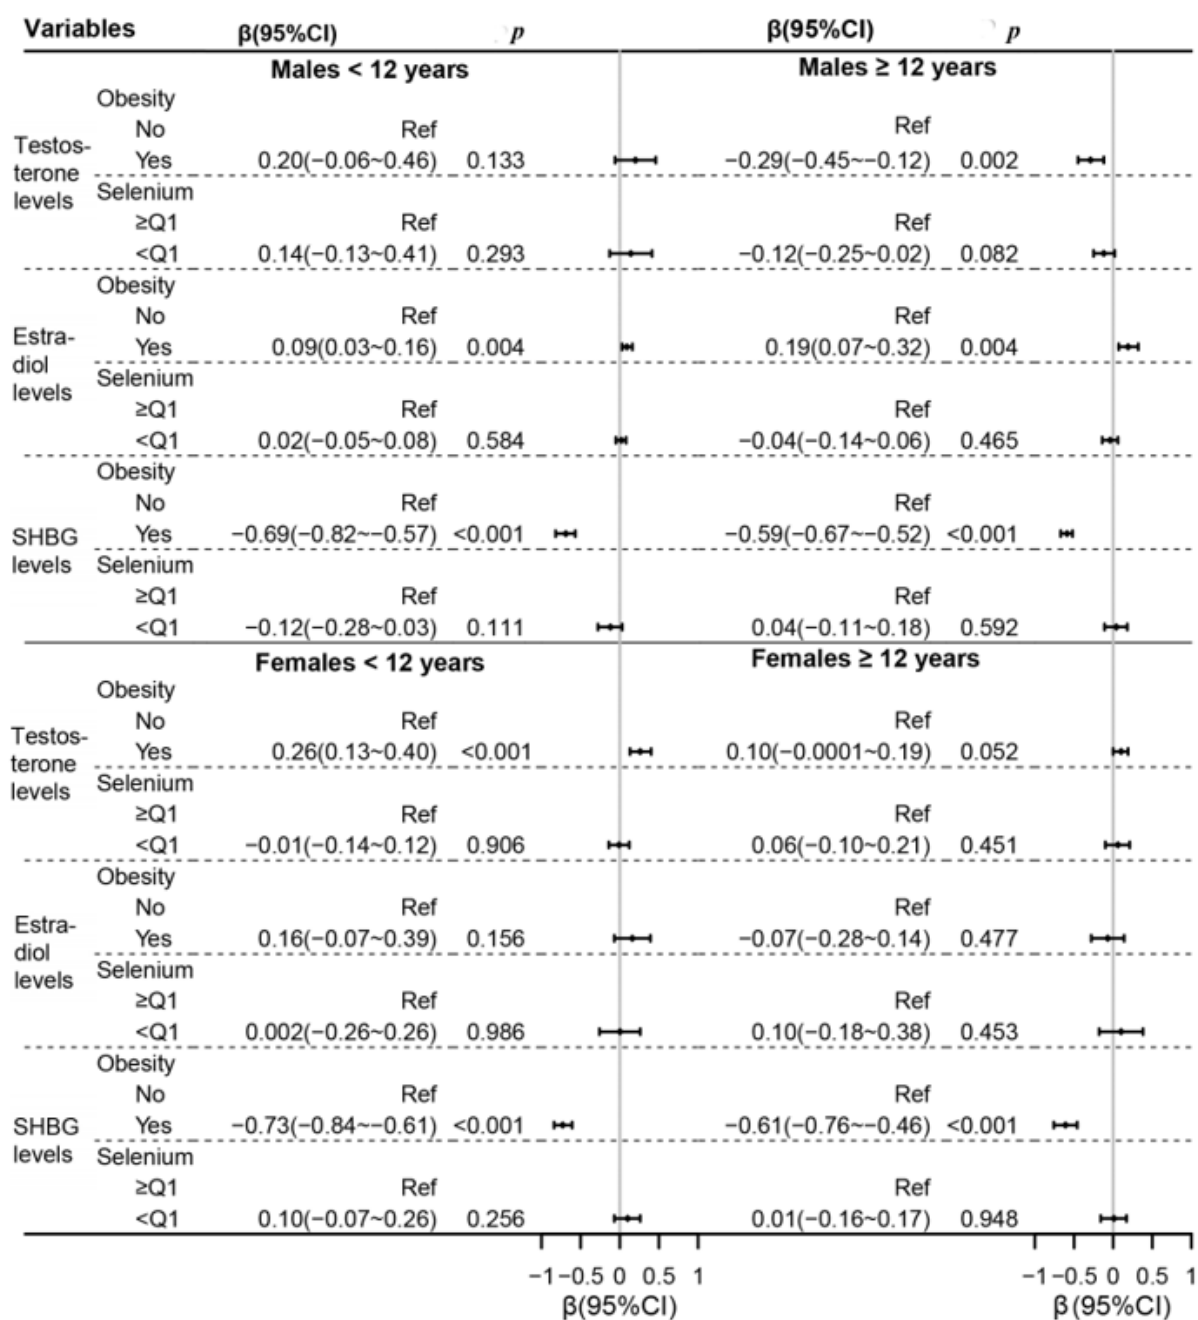 Variables β(95%CI) p β(95%CI) p
Males < 12 years Males ≥ 12 years
Testos-
terone
levels
Obesity
No Ref Ref
Yes 0.20(−0.06~0.46) 0.133 −0.29(−0.45~−0.12) 0.002
Selenium
≥Q1 Ref Ref
<Q1 0.14(−0.13~0.41) 0.293 −0.12(−0.25~0.02) 0.082
Estra-
diol
levels
Obesity
No Ref Ref
Yes 0.09(0.03~0.16) 0.004 0.19(0.07~0.32) 0.004
Selenium
≥Q1 Ref Ref
<Q1 0.02(−0.05~0.08) 0.584 −0.04(−0.14~0.06) 0.465
SHBG
levels
Obesity
No Ref Ref
Yes −0.69(−0.82~−0.57) <0.001 −0.59(−0.67~−0.52) <0.001
Selenium
≥Q1 Ref Ref
<Q1 −0.12(−0.28~0.03) 0.111 0.04(−0.11~0.18) 0.592
Females < 12 years Females ≥ 12 years
Testos-
terone
levels
Obesity
No Ref Ref
Yes 0.26(0.13~0.40) <0.001 0.10(−0.0001~0.19) 0.052
Selenium
≥Q1 Ref Ref
<Q1 −0.01(−0.14~0.12) 0.906 0.06(−0.10~0.21) 0.451
Estra-
diol
levels
Obesity
No Ref Ref
Yes 0.16(−0.07~0.39) 0.156 −0.07(−0.28~0.14) 0.477
Selenium
≥Q1 Ref Ref
<Q1 0.002(−0.26~0.26) 0.986 0.10(−0.18~0.38) 0.453
SHBG
levels
Obesity
No Ref Ref
Yes −0.73(−0.84~−0.61) <0.001 −0.61(−0.76~−0.46) <0.001
Selenium
≥Q1 Ref Ref
<Q1 0.10(−0.07~0.26) 0.256 0.01(−0.16~0.17) 0.948
−1 −0.5 0 0.5 1 −1 −0.5 0 0.5 1
β(95%CI) β(95%CI)